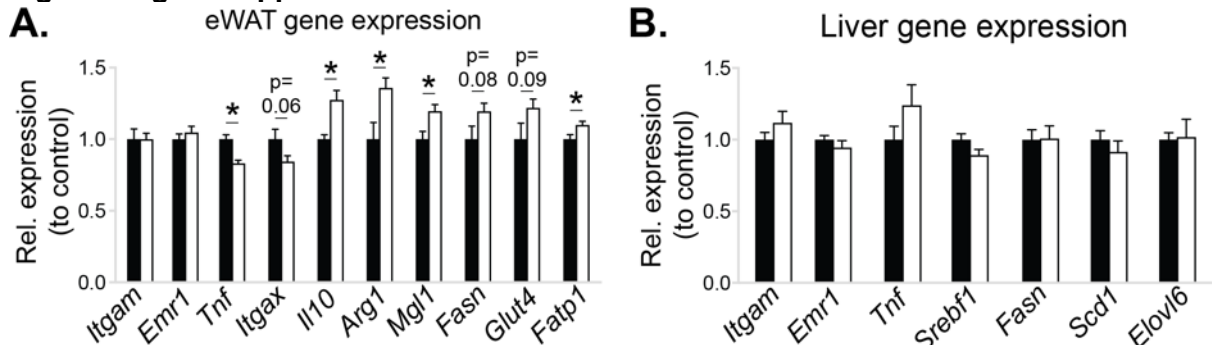 A.
eWAT gene expression
Rel. expression
(to control)
1.5
1.0
0.5
0.0
*
p=
0.06
*
*
*
p=
0.08
p=
0.09
*
Itgam
Emr1
Tnf
Itgax
Il10
Arg1
Mgl1
Fasn
Glut4
Fatp1
B.
Liver gene expression
Rel. expression
(to control)
1.5
1.0
0.5
0.0
Itgam
Emr1
Tnf
Srebf1
Fasn
Scd1
Elovl6